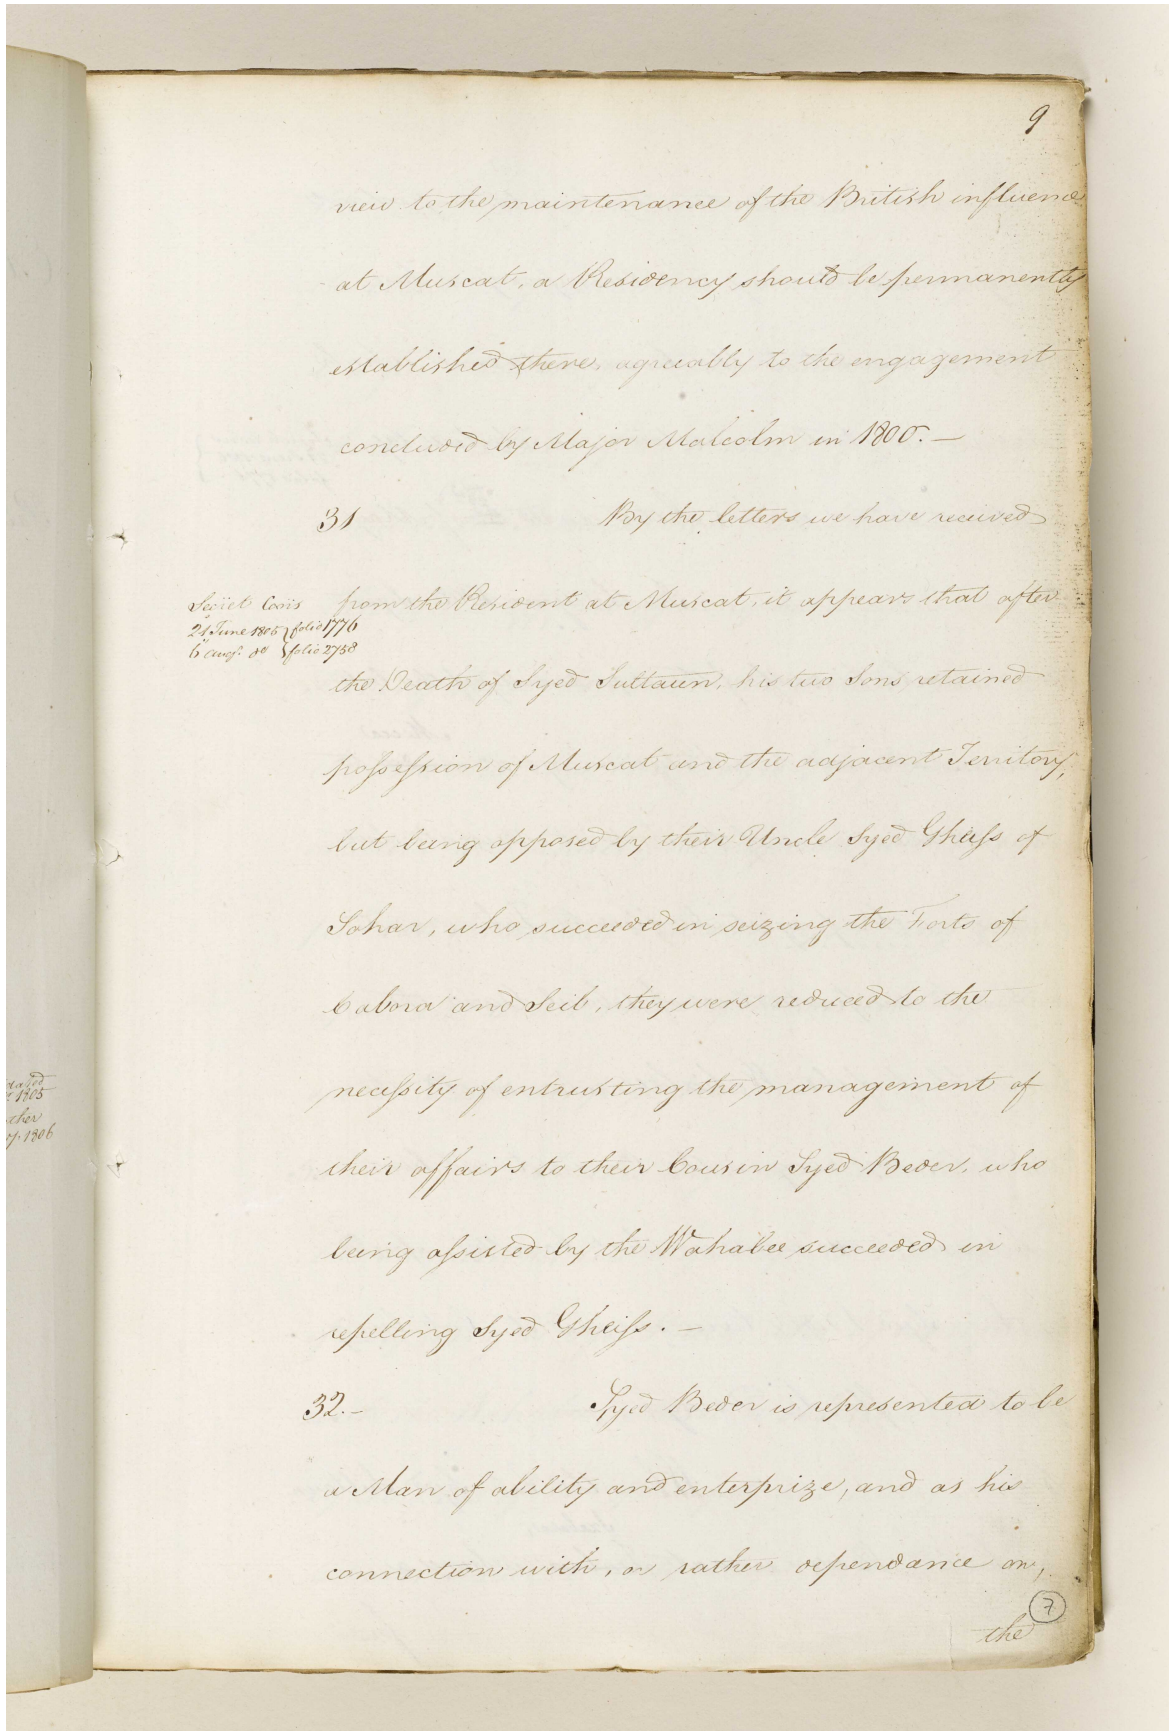 9
view to the maintenance of the British influence
at Muscat, a Residency should be permanently
established there, agreeably to the engagement
concluded by Major Malcolm in 1800.—
31 By the letters we have received
Secret Cons
21 June 1805 } folio 1776
6 Augt. do } folio 2758
from the Resident at Muscat, it appears that after
the Death of Syed Sultaun, his two Sons retained
possession of Muscat and the adjacent Territory,
but being opposed by their Uncle Syed Gheiss of
Sohar, who succeeded in seizing the Forts of
Cabora and Seib, they were reduced to the
necessity of entrusting the management of
their affairs to their Cousin Syed Beder, who
being assisted by the Wahabee succeeded in
repelling Syed Gheiss.—
32.— Syed Beder is represented to be
a Man of ability and enterprize, and as his
connection with, or rather dependance on,
7
the
1805
1806